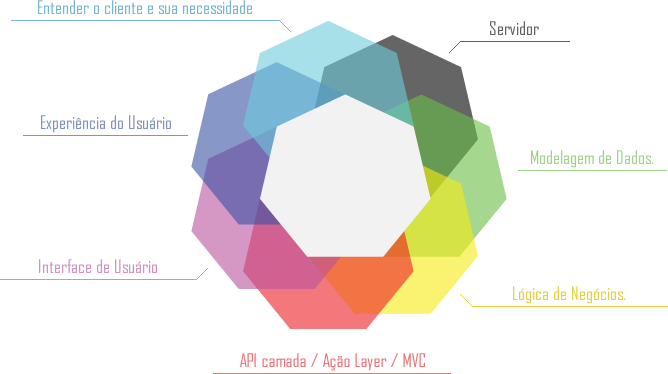 Entender o cliente e sua necessidade
Servidor
Experiência do Usuário
Modelagem de Dados.
Interface de Usuário
Lógica de Negócios.
API camada / Ação Layer / MVC